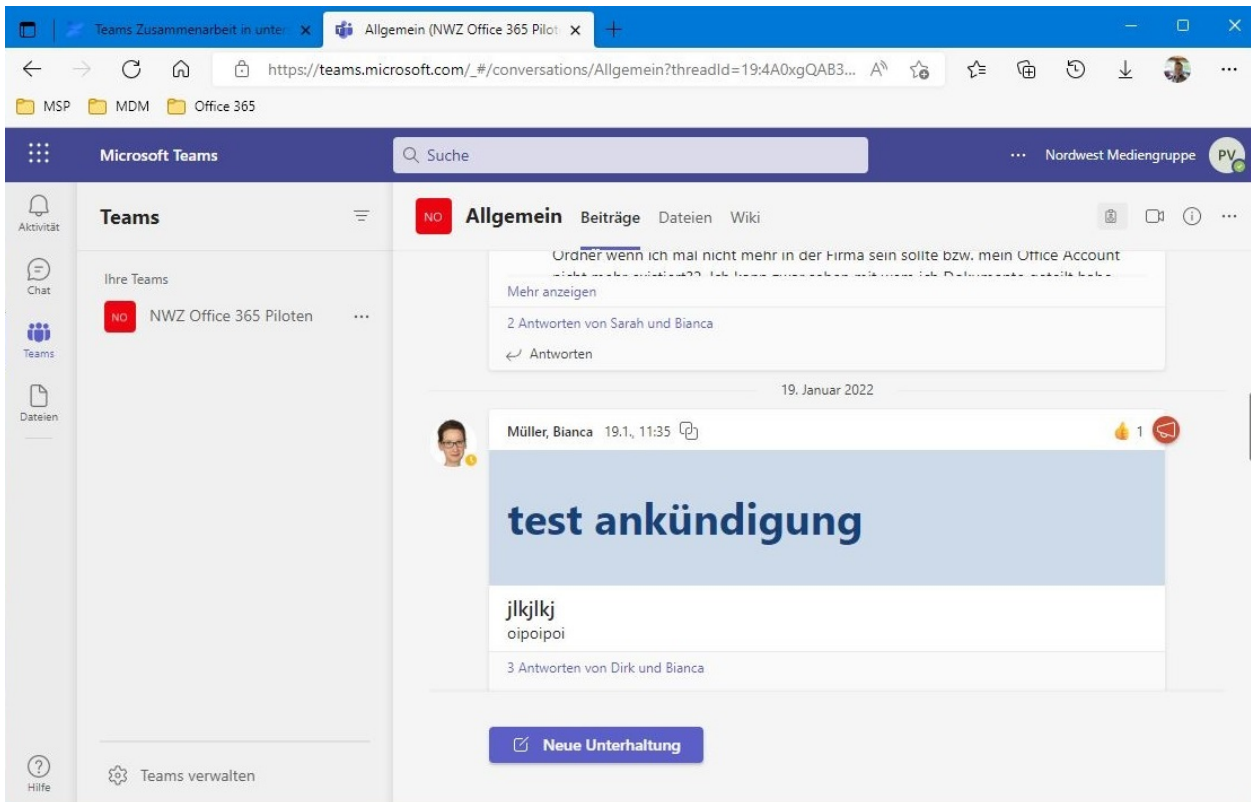 Teams Zusammenarbeit in unter
Allgemein (NWZ Office 365 Pilot
https://teams.microsoft.com/_#/conversations/Allgemein?threadId=19:4A0xgQAB3...
MSP MDM Office 365
Microsoft Teams
Suche
Nordwest Mediengruppe
PV
Aktivität
Chat
Teams
Dateien
Hilfe
Teams
Ihre Teams
NO NWZ Office 365 Piloten
Teams verwalten
NO Allgemein Beiträge Dateien Wiki
Ordner wenn ich mal nicht mehr in der Firma sein sollte bzw. mein Office Account
Mehr anzeigen
2 Antworten von Sarah und Bianca
Antworten
19. Januar 2022
Müller, Bianca 19.1., 11:35
1
test ankündigung
jlkjlkj
oipoipoi
3 Antworten von Dirk und Bianca
Neue Unterhaltung